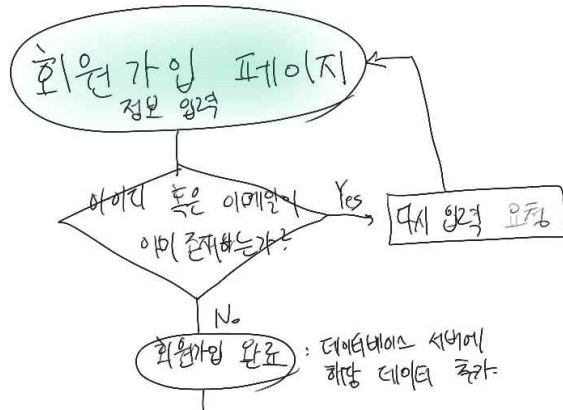 회원가입 페이지
정보 입력
아이디 혹은 이메일이
이미 존재하는가?
Yes
다시 입력 요청
No
회원가입 완료
: 데이터베이스 서버에
해당 데이터 추가